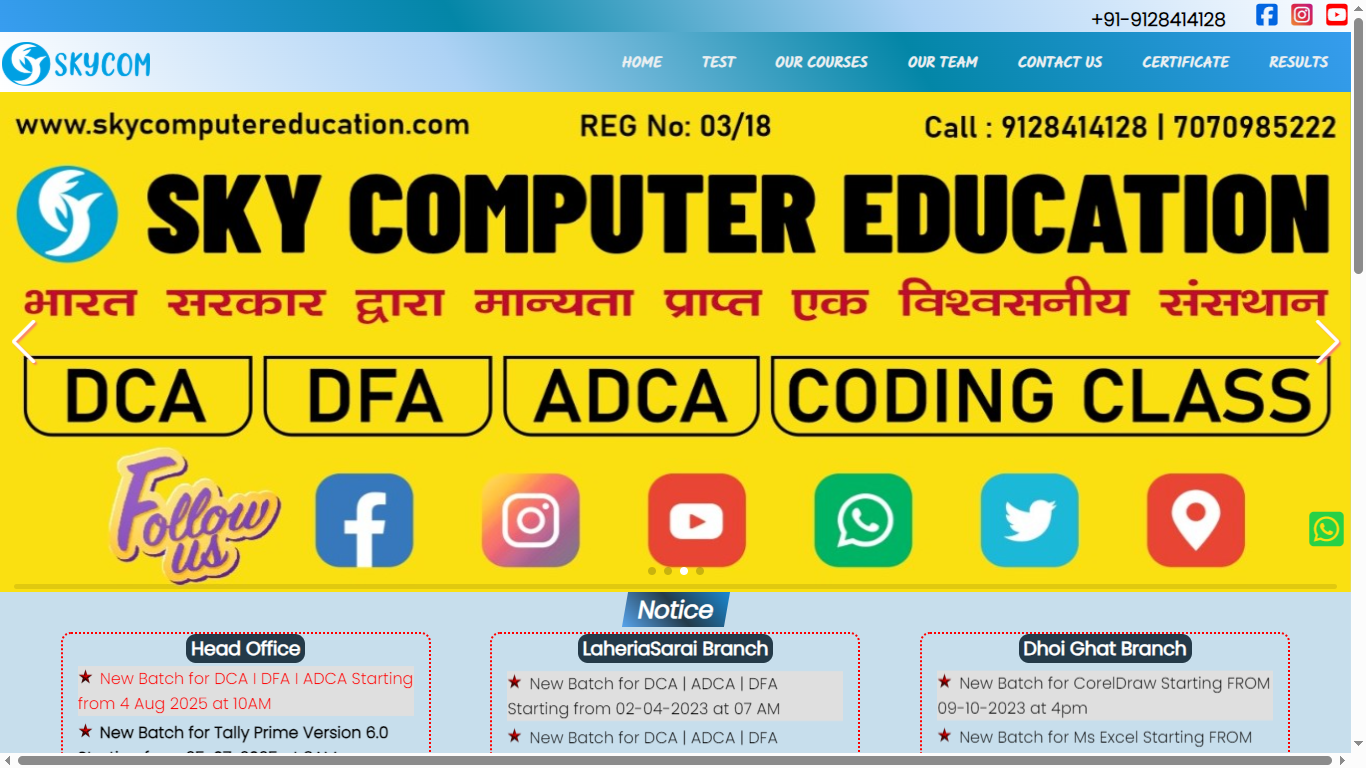 +91-9128414128
SKYCOM
HOME TEST OUR COURSES OUR TEAM CONTACT US CERTIFICATE RESULTS
www.skycomputereducation.com REG No: 03/18 Call : 9128414128 | 7070985222
SKY COMPUTER EDUCATION
भारत सरकार द्वारा मान्यता प्राप्त एक विश्वसनीय संसथान
DCA DFA ADCA CODING CLASS
Follow
us
Notice
Head Office
New Batch for DCA I DFA I ADCA Starting
from 4 Aug 2025 at 10AM
New Batch for Tally Prime Version 6.0
LaheriaSarai Branch
New Batch for DCA | ADCA | DFA
Starting from 02-04-2023 at 07 AM
New Batch for DCA | ADCA | DFA
Dhoi Ghat Branch
New Batch for CorelDraw Starting FROM
09-10-2023 at 4pm
New Batch for Ms Excel Starting FROM